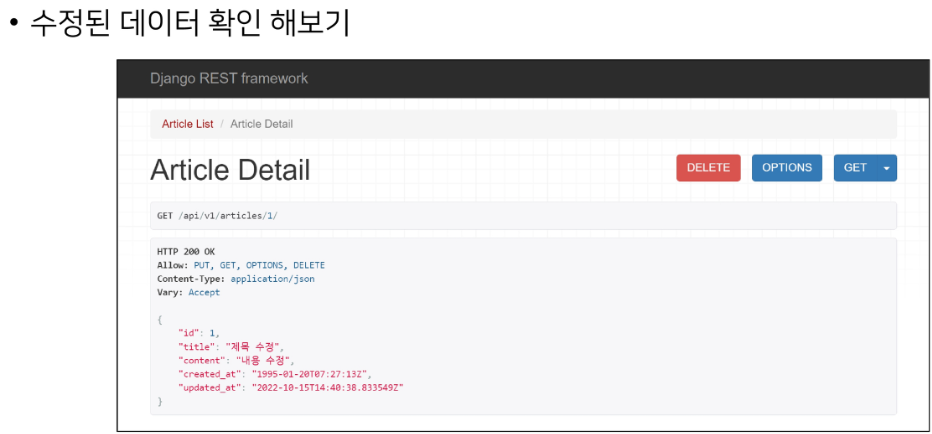 • 수정된 데이터 확인 해보기
Django REST framework
Article List / Article Detail
Article Detail
DELETE
OPTIONS
GET
GET /api/v1/articles/1/
HTTP 200 OK
Allow: PUT, GET, OPTIONS, DELETE
Content-Type: application/json
Vary: Accept
{
"id": 1,
"title": "제목 수정",
"content": "내용 수정",
"created_at": "1995-01-20T07:27:13Z",
"updated_at": "2022-10-15T14:40:38.833549Z"
}